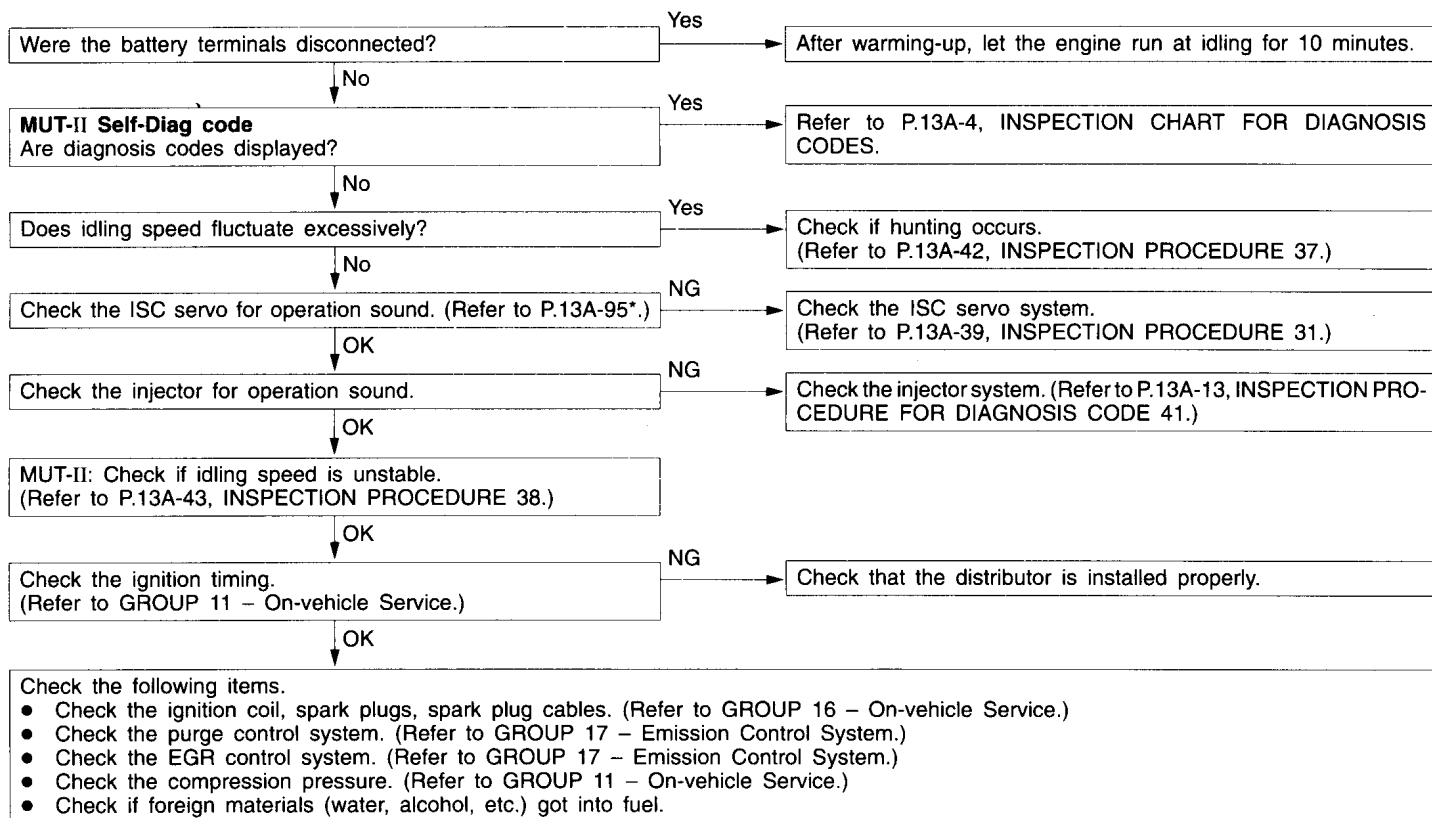 Were the battery terminals disconnected?
Yes
After warming-up, let the engine run at idling for 10 minutes.
No
MUT-II Self-Diag code
Are diagnosis codes displayed?
Yes
Refer to P.13A-4, INSPECTION CHART FOR DIAGNOSIS
CODES.
No
Does idling speed fluctuate excessively?
Yes
Check if hunting occurs.
(Refer to P.13A-42, INSPECTION PROCEDURE 37.)
No
Check the ISC servo for operation sound. (Refer to P.13A-95*.)
NG
Check the ISC servo system.
(Refer to P.13A-39, INSPECTION PROCEDURE 31.)
OK
Check the injector for operation sound.
NG
Check the injector system. (Refer to P.13A-13, INSPECTION PRO-
CEDURE FOR DIAGNOSIS CODE 41.)
OK
MUT-II: Check if idling speed is unstable.
(Refer to P.13A-43, INSPECTION PROCEDURE 38.)
OK
Check the ignition timing.
(Refer to GROUP 11 – On-vehicle Service.)
NG
Check that the distributor is installed properly.
OK
Check the following items.
● Check the ignition coil, spark plugs, spark plug cables. (Refer to GROUP 16 – On-vehicle Service.)
● Check the purge control system. (Refer to GROUP 17 – Emission Control System.)
● Check the EGR control system. (Refer to GROUP 17 – Emission Control System.)
● Check the compression pressure. (Refer to GROUP 11 – On-vehicle Service.)
● Check if foreign materials (water, alcohol, etc.) got into fuel.